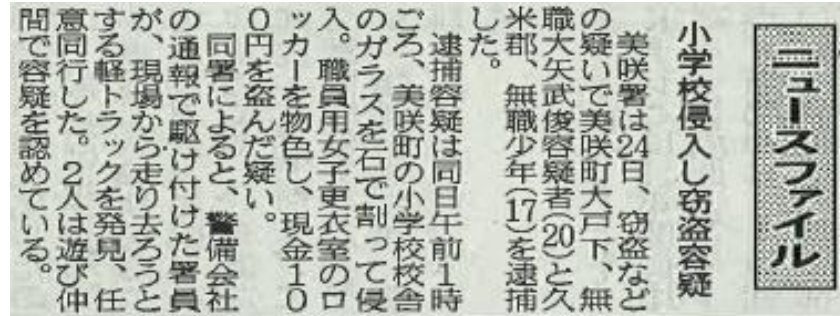 ニュースファイル
小学校侵入し窃盗容疑
美咲署は24日、窃盗など
の疑いで美咲町大戸下、無
職大矢武俊容疑者(20)と久
米郡、無職少年(17)を逮捕
した。
逮捕容疑は同日午前1時
ごろ、美咲町の小学校校舎
のガラスを石で割って侵
入。職員用女子更衣室のロ
ッカーを物色し、現金10
0円を盗んだ疑い。
同署によると、警備会社
の通報で駆け付けた署員
が、現場から走り去ろうと
する軽トラックを発見、任
意同行した。2人は遊び仲
間で容疑を認めている。